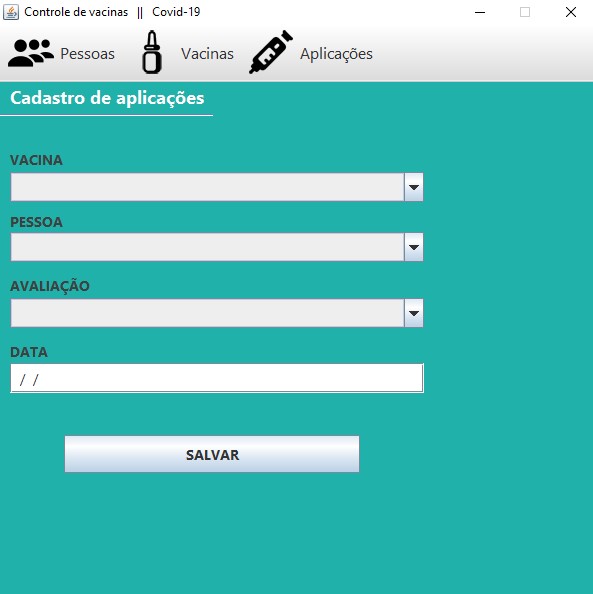 Controle de vacinas || Covid-19
Pessoas Vacinas Aplicações
Cadastro de aplicações
VACINA
PESSOA
AVALIAÇÃO
DATA
/ /
SALVAR